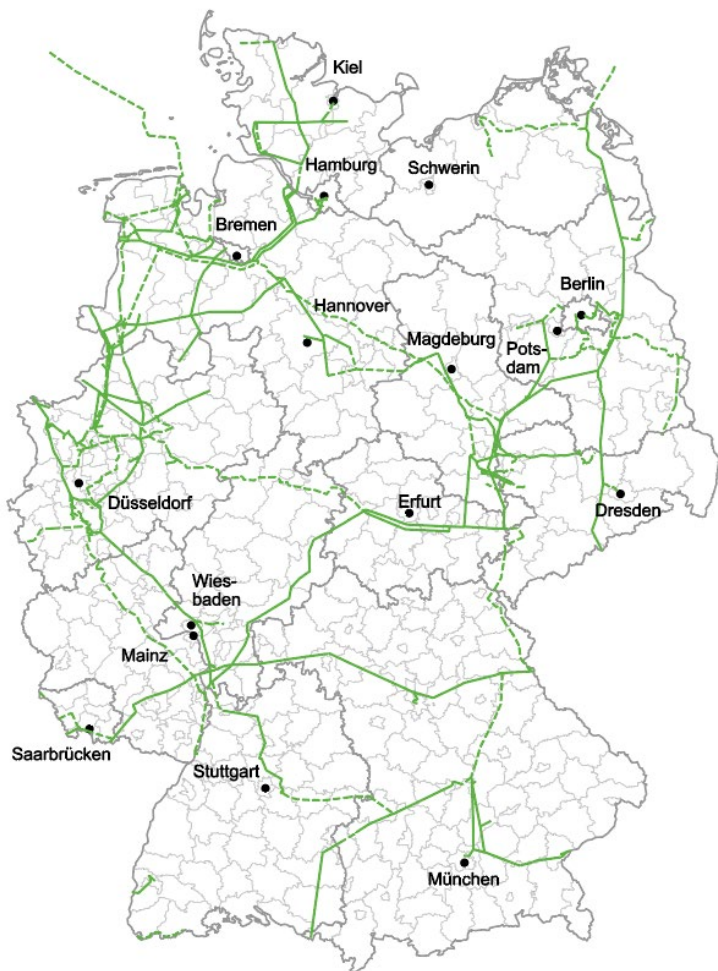 Kiel
Hamburg
Schwerin
Bremen
Berlin
Hannover
Magdeburg
Pots-
dam
Düsseldorf
Erfurt
Dresden
Wies-
baden
Mainz
Saarbrücken
Stuttgart
München